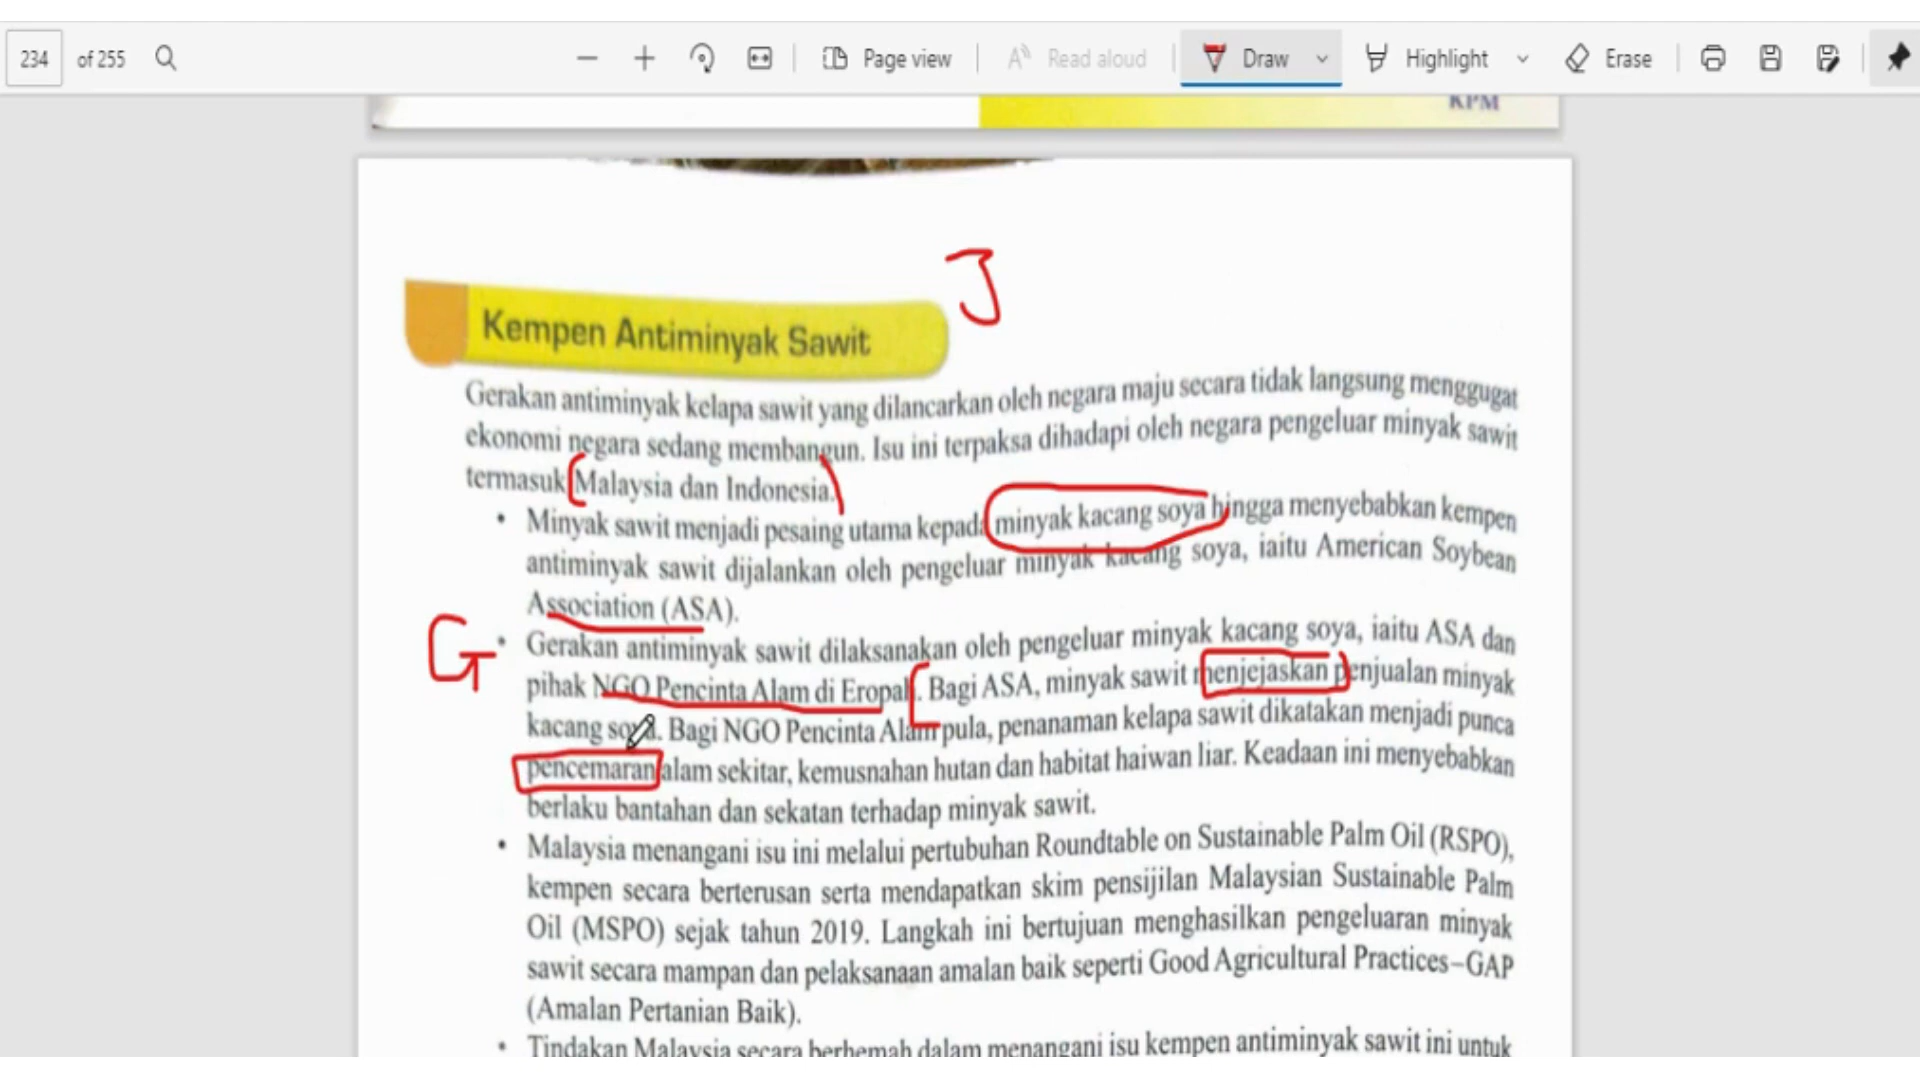 234 of 255 Page view Read aloud Draw Highlight Erase
KPM
J
Kempen Antiminyak Sawit
Gerakan antiminyak kelapa sawit yang dilancarkan oleh negara maju secara tidak langsung menggugat
ekonomi negara sedang membangun. Isu ini terpaksa dihadapi oleh negara pengeluar minyak sawit
termasuk Malaysia dan Indonesia.
• Minyak sawit menjadi pesaing utama kepada minyak kacang soya hingga menyebabkan kempen
antiminyak sawit dijalankan oleh pengeluar minyak kacang soya, iaitu American Soybean
Association (ASA).
G
• Gerakan antiminyak sawit dilaksanakan oleh pengeluar minyak kacang soya, iaitu ASA dan
pihak NGO Pencinta Alam di Eropah. Bagi ASA, minyak sawit menjejaskan penjualan minyak
kacang soya. Bagi NGO Pencinta Alam pula, penanaman kelapa sawit dikatakan menjadi punca
pencemaran alam sekitar, kemusnahan hutan dan habitat haiwan liar. Keadaan ini menyebabkan
berlaku bantahan dan sekatan terhadap minyak sawit.
• Malaysia menangani isu ini melalui pertubuhan Roundtable on Sustainable Palm Oil (RSPO),
kempen secara berterusan serta mendapatkan skim pensijilan Malaysian Sustainable Palm
Oil (MSPO) sejak tahun 2019. Langkah ini bertujuan menghasilkan pengeluaran minyak
sawit secara mampan dan pelaksanaan amalan baik seperti Good Agricultural Practices–GAP
(Amalan Pertanian Baik).
• Tindakan Malaysia secara berhemah dalam menangani isu kempen antiminyak sawit ini untuk